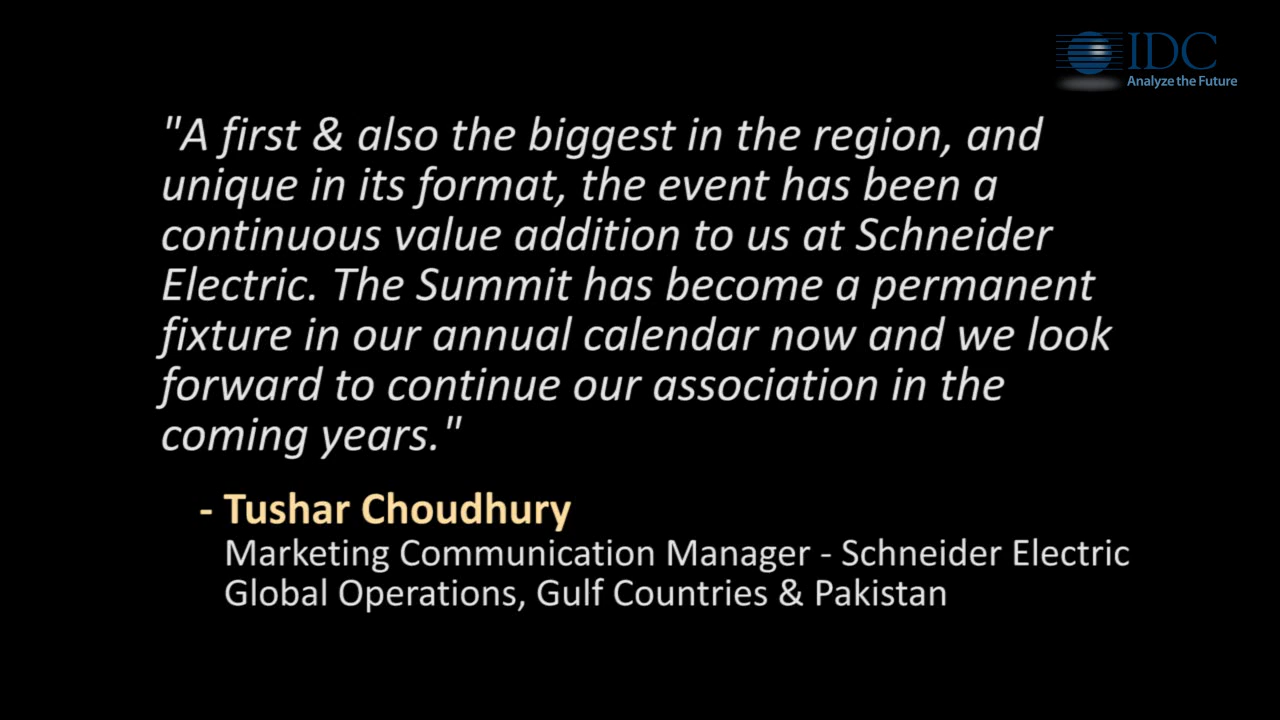 IDC
Analyze the Future
"A first & also the biggest in the region, and
unique in its format, the event has been a
continuous value addition to us at Schneider
Electric. The Summit has become a permanent
fixture in our annual calendar now and we look
forward to continue our association in the
coming years."
- Tushar Choudhury
Marketing Communication Manager - Schneider Electric
Global Operations, Gulf Countries & Pakistan